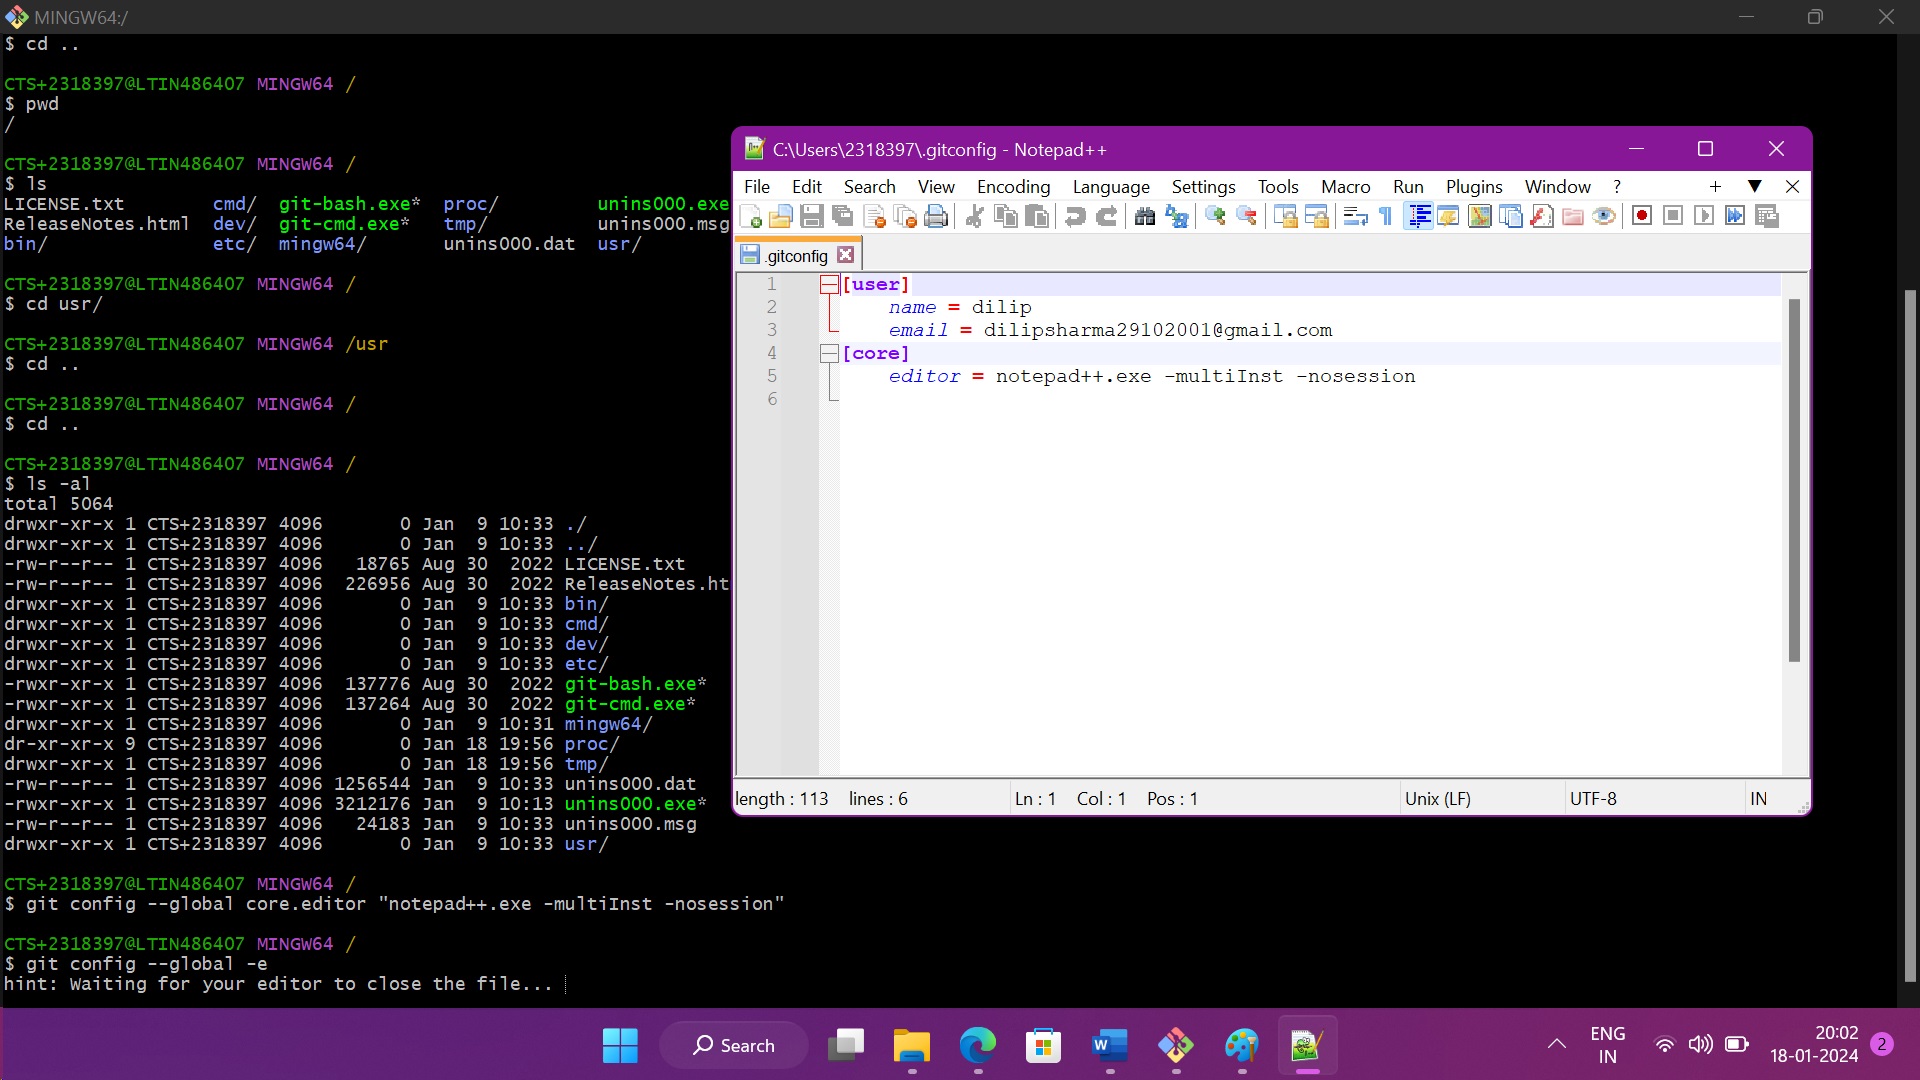 MINGW64:/
$ cd ..
CTS+2318397@LTIN486407 MINGW64 /
$ pwd
/
CTS+2318397@LTIN486407 MINGW64 /
$ ls
LICENSE.txt        cmd/  git-bash.exe*  proc/         unins000.exe
ReleaseNotes.html  dev/  git-cmd.exe*   tmp/          unins000.msg
bin/               etc/  mingw64/       unins000.dat  usr/
CTS+2318397@LTIN486407 MINGW64 /
$ cd usr/
CTS+2318397@LTIN486407 MINGW64 /usr
$ cd ..
CTS+2318397@LTIN486407 MINGW64 /
$ cd ..
CTS+2318397@LTIN486407 MINGW64 /
$ ls -al
total 5064
drwxr-xr-x 1 CTS+2318397 4096       0 Jan  9 10:33 ./
drwxr-xr-x 1 CTS+2318397 4096       0 Jan  9 10:33 ../
-rw-r--r-- 1 CTS+2318397 4096   18765 Aug 30  2022 LICENSE.txt
-rw-r--r-- 1 CTS+2318397 4096  226956 Aug 30  2022 ReleaseNotes.ht
drwxr-xr-x 1 CTS+2318397 4096       0 Jan  9 10:33 bin/
drwxr-xr-x 1 CTS+2318397 4096       0 Jan  9 10:33 cmd/
drwxr-xr-x 1 CTS+2318397 4096       0 Jan  9 10:33 dev/
drwxr-xr-x 1 CTS+2318397 4096       0 Jan  9 10:33 etc/
-rwxr-xr-x 1 CTS+2318397 4096  137776 Aug 30  2022 git-bash.exe*
-rwxr-xr-x 1 CTS+2318397 4096  137264 Aug 30  2022 git-cmd.exe*
drwxr-xr-x 1 CTS+2318397 4096       0 Jan  9 10:31 mingw64/
dr-xr-xr-x 9 CTS+2318397 4096       0 Jan 18 19:56 proc/
drwxr-xr-x 1 CTS+2318397 4096       0 Jan 18 19:56 tmp/
-rw-r--r-- 1 CTS+2318397 4096 1256544 Jan  9 10:33 unins000.dat
-rwxr-xr-x 1 CTS+2318397 4096 3212176 Jan  9 10:13 unins000.exe*
-rw-r--r-- 1 CTS+2318397 4096   24183 Jan  9 10:33 unins000.msg
drwxr-xr-x 1 CTS+2318397 4096       0 Jan  9 10:33 usr/
CTS+2318397@LTIN486407 MINGW64 /
$ git config --global core.editor "notepad++.exe -multiInst -nosession"
CTS+2318397@LTIN486407 MINGW64 /
$ git config --global -e
hint: Waiting for your editor to close the file...
C:\Users\2318397\.gitconfig - Notepad++
File Edit Search View Encoding Language Settings Tools Macro Run Plugins Window ?
.gitconfig
1 [user]
2     name = dilip
3     email = dilipsharma29102001@gmail.com
4 [core]
5     editor = notepad++.exe -multiInst -nosession
6
length : 113 lines : 6 Ln : 1 Col : 1 Pos : 1 Unix (LF) UTF-8 IN
Search
ENG
IN
20:02
18-01-2024
2